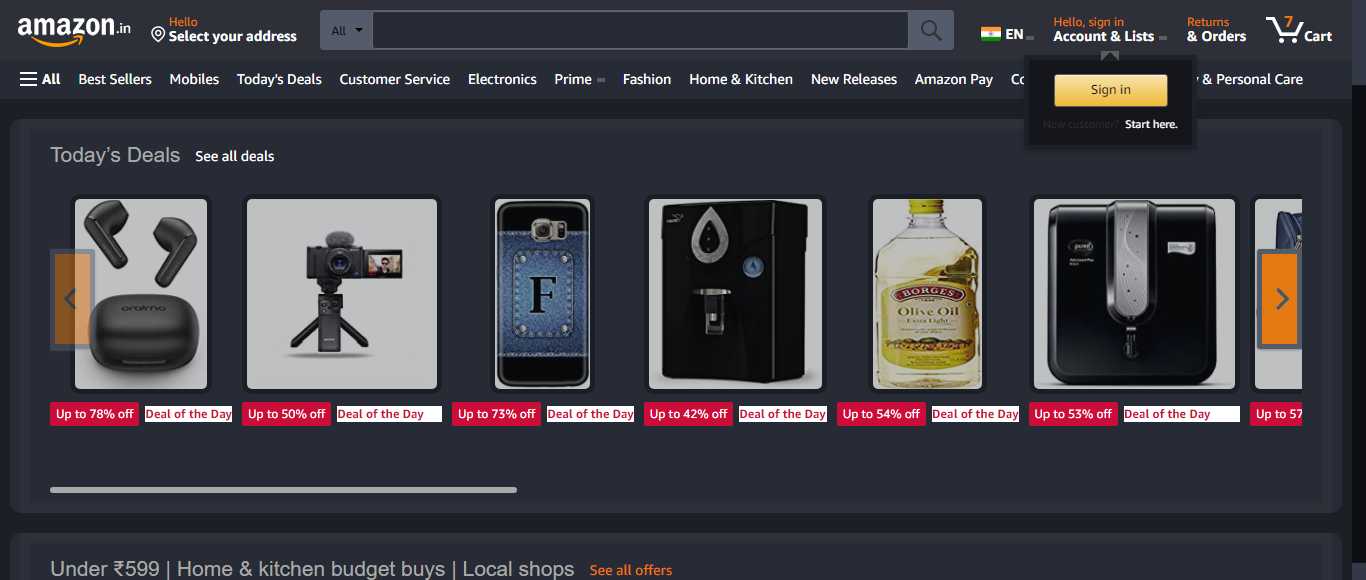 amazon.in
Hello
Select your address
All
EN
Hello, sign in
Account & Lists
Returns
& Orders
7
Cart
All
Best Sellers
Mobiles
Today's Deals
Customer Service
Electronics
Prime
Fashion
Home & Kitchen
New Releases
Amazon Pay
& Personal Care
Sign in
New customer? Start here.
Today's Deals
See all deals
oraimo
F
BORGES
Olive Oil
Extra Light
Up to 78% off
Deal of the Day
Up to 50% off
Deal of the Day
Up to 73% off
Deal of the Day
Up to 42% off
Deal of the Day
Up to 54% off
Deal of the Day
Up to 53% off
Deal of the Day
Up to 57
Under ₹599 | Home & kitchen budget buys | Local shops
See all offers